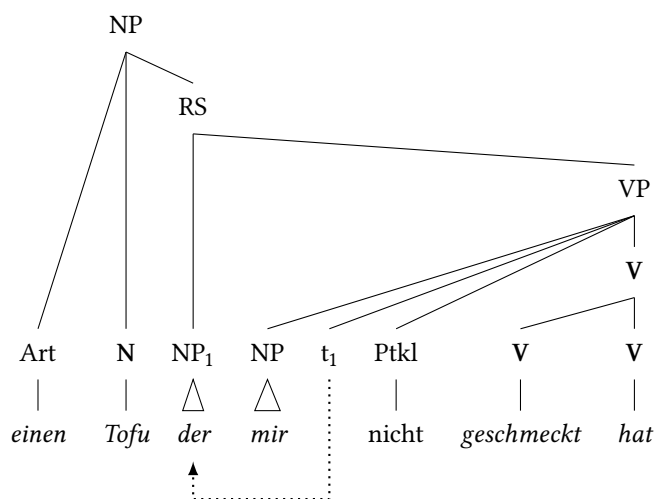 NP
RS
VP
V
Art N NP₁ NP t₁ Ptkl V V
einen Tofu der mir nicht geschmeckt hat